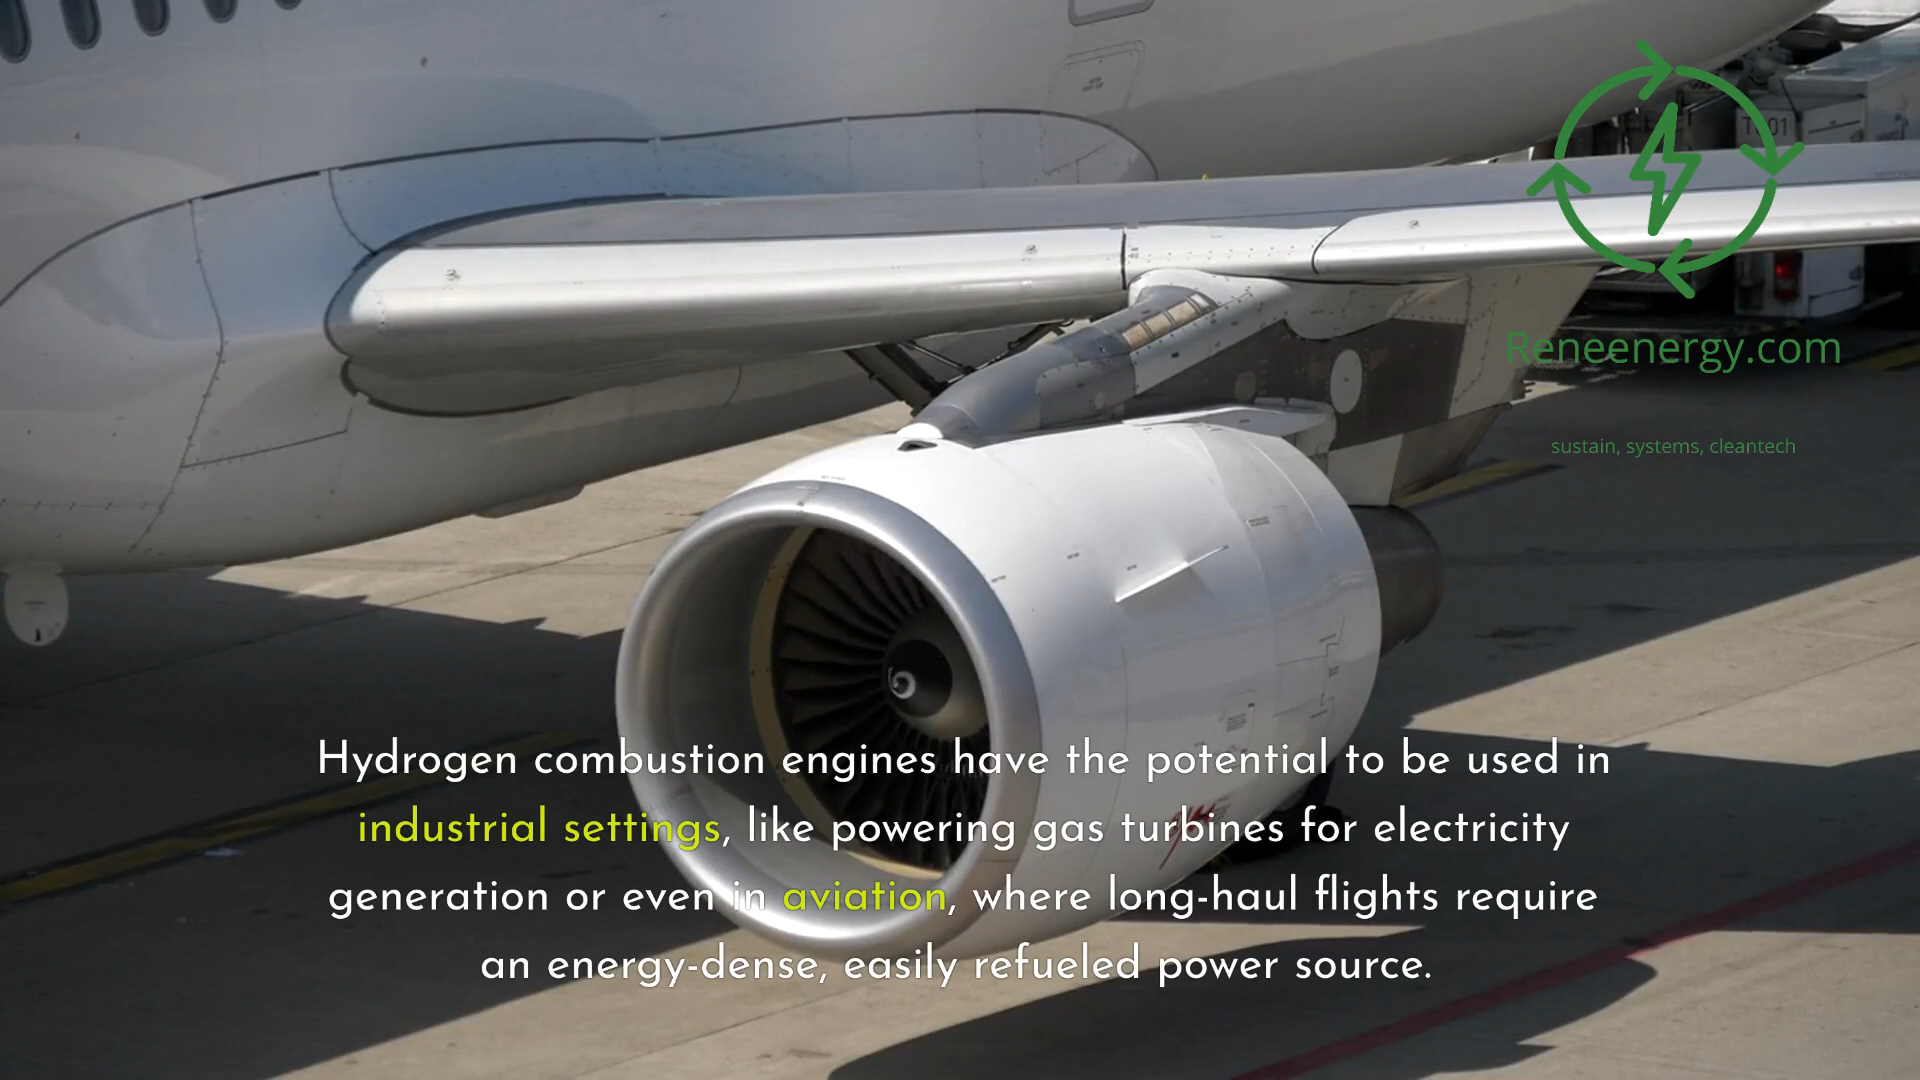 Reneenergy.com
sustain, systems, cleantech
Hydrogen combustion engines have the potential to be used in
industrial settings, like powering gas turbines for electricity
generation or even in aviation, where long-haul flights require
an energy-dense, easily refueled power source.